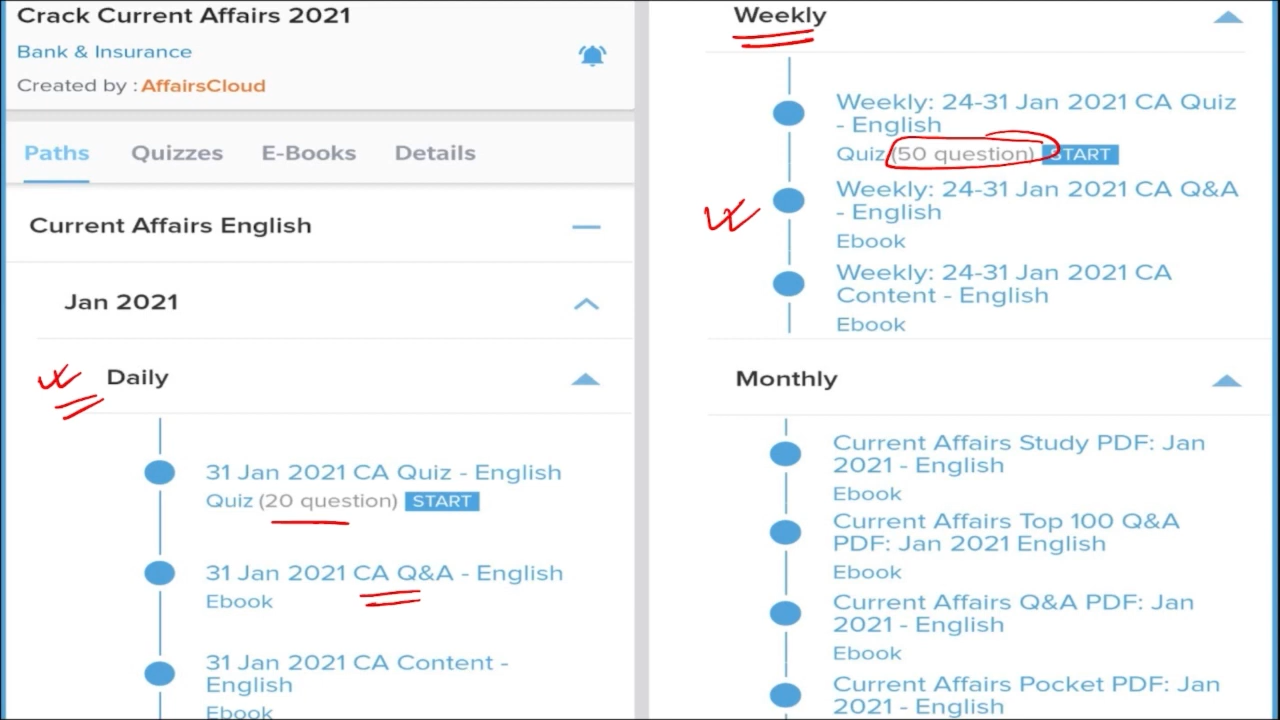 Crack Current Affairs 2021
Bank & Insurance
Created by : AffairsCloud
Paths Quizzes E-Books Details
Current Affairs English
Jan 2021
Daily
31 Jan 2021 CA Quiz - English
Quiz (20 question) START
31 Jan 2021 CA Q&A - English
Ebook
31 Jan 2021 CA Content -
English
Ebook
Weekly
Weekly: 24-31 Jan 2021 CA Quiz
- English
Quiz (50 question) START
Weekly: 24-31 Jan 2021 CA Q&A
- English
Ebook
Weekly: 24-31 Jan 2021 CA
Content - English
Ebook
Monthly
Current Affairs Study PDF: Jan
2021 - English
Ebook
Current Affairs Top 100 Q&A
PDF: Jan 2021 English
Ebook
Current Affairs Q&A PDF: Jan
2021 - English
Ebook
Current Affairs Pocket PDF: Jan
2021 - English